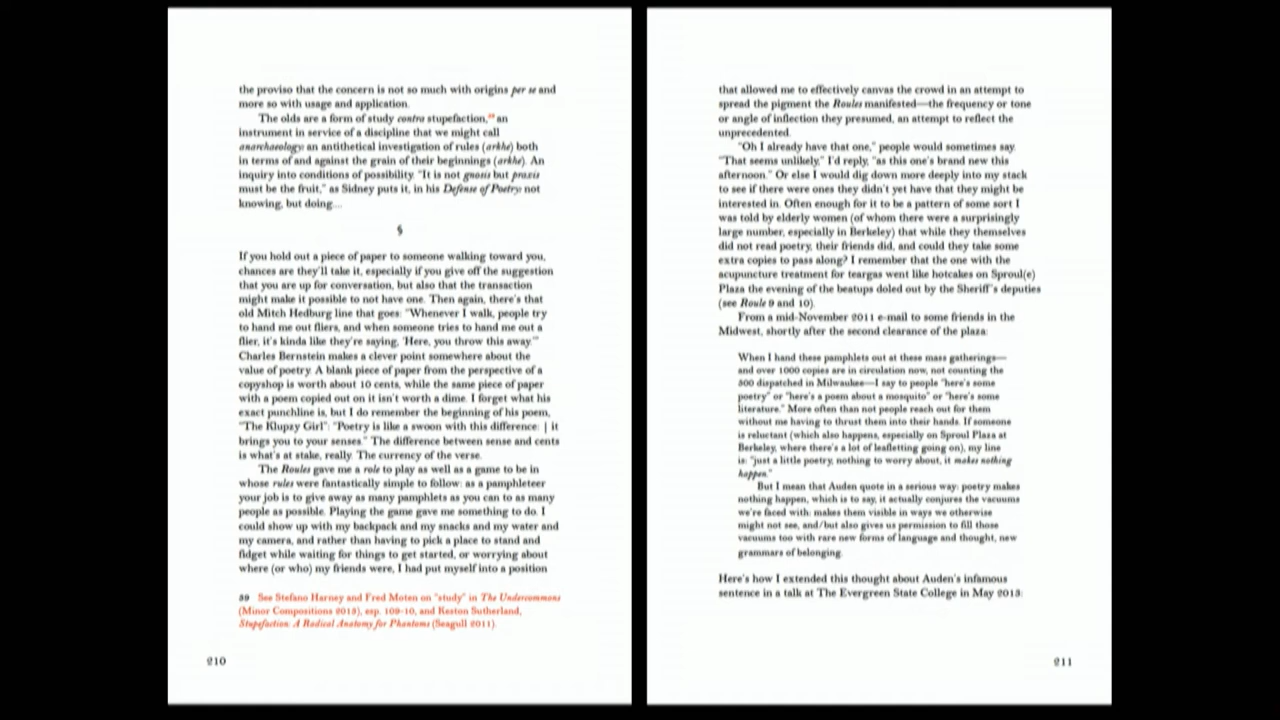 the proviso that the concern is not so much with origins per se and
more so with usage and application.
The olds are a form of study contra stupefaction,³⁹ an
instrument in service of a discipline that we might call
anarchaeology: an antithetical investigation of rules (arkhe) both
in terms of and against the grain of their beginnings (arkhe). An
inquiry into conditions of possibility. “It is not gnosis but praxis
must be the fruit,” as Sidney puts it, in his Defense of Poetry: not
knowing, but doing...
§
If you hold out a piece of paper to someone walking toward you,
chances are they’ll take it, especially if you give off the suggestion
that you are up for conversation, but also that the transaction
might make it possible to not have one. Then again, there’s that
old Mitch Hedburg line that goes: “Whenever I walk, people try
to hand me out fliers, and when someone tries to hand me out a
flier, it’s kinda like they’re saying, ‘Here, you throw this away.’”
Charles Bernstein makes a clever point somewhere about the
value of poetry. A blank piece of paper from the perspective of a
copyshop is worth about 10 cents, while the same piece of paper
with a poem copied out on it isn’t worth a dime. I forget what his
exact punchline is, but I do remember the beginning of his poem,
“The Klupzy Girl”: “Poetry is like a swoon with this difference: | it
brings you to your senses.” The difference between sense and cents
is what’s at stake, really. The currency of the verse.
The Roules gave me a role to play as well as a game to be in
whose rules were fantastically simple to follow: as a pamphleteer
your job is to give away as many pamphlets as you can to as many
people as possible. Playing the game gave me something to do. I
could show up with my backpack and my snacks and my water and
my camera, and rather than having to pick a place to stand and
fidget while waiting for things to get started, or worrying about
where (or who) my friends were, I had put myself into a position
39 See Stefano Harney and Fred Moten on “study” in The Undercommons
(Minor Compositions 2013), esp. 109–10, and Keston Sutherland,
Stupefaction: A Radical Anatomy for Phantoms (Seagull 2011).
210
that allowed me to effectively canvas the crowd in an attempt to
spread the pigment the Roules manifested—the frequency or tone
or angle of inflection they presumed, an attempt to reflect the
unprecedented.
“Oh I already have that one,” people would sometimes say.
“That seems unlikely,” I’d reply, “as this one’s brand new this
afternoon.” Or else I would dig down more deeply into my stack
to see if there were ones they didn’t yet have that they might be
interested in. Often enough for it to be a pattern of some sort I
was told by elderly women (of whom there were a surprisingly
large number, especially in Berkeley) that while they themselves
did not read poetry, their friends did, and could they take some
extra copies to pass along? I remember that the one with the
acupuncture treatment for teargas went like hotcakes on Sproul(e)
Plaza the evening of the beatups doled out by the Sheriff’s deputies
(see Roule 9 and 10).
From a mid-November 2011 e-mail to some friends in the
Midwest, shortly after the second clearance of the plaza:
When I hand these pamphlets out at these mass gatherings—
and over 1000 copies are in circulation now, not counting the
300 dispatched in Milwaukee—I say to people “here’s some
poetry” or “here’s a poem about a mosquito” or “here’s some
literature.” More often than not people reach out for them
without me having to thrust them into their hands. If someone
is reluctant (which also happens, especially on Sproul Plaza at
Berkeley, where there’s a lot of leafletting going on), my line
is: “just a little poetry, nothing to worry about, it makes nothing
happen.”
But I mean that Auden quote in a serious way: poetry makes
nothing happen, which is to say, it actually conjures the vacuums
we’re faced with: makes them visible in ways we otherwise
might not see, and/but also gives us permission to fill those
vacuums too with rare new forms of language and thought, new
grammars of belonging.
Here’s how I extended this thought about Auden’s infamous
sentence in a talk at The Evergreen State College in May 2013:
211